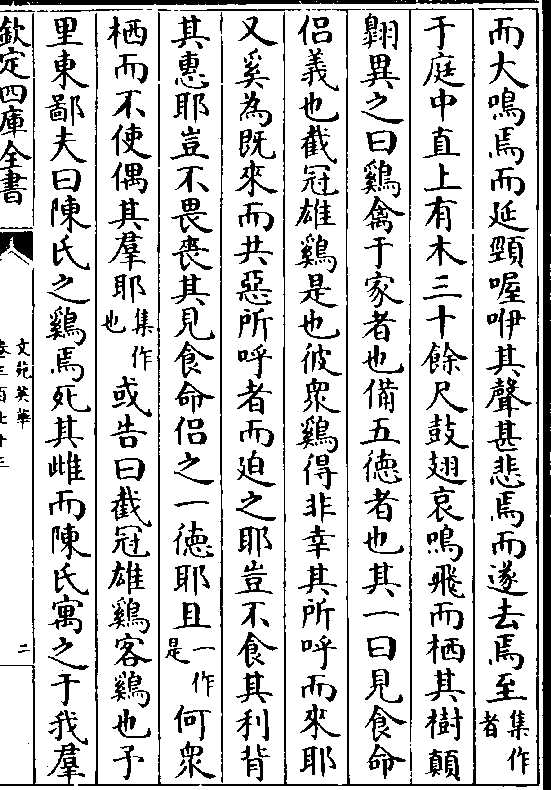 而大鳴焉而延頸喔咿其聲甚悲焉而遂去焉至集作者
于庭中直上有木三十餘尺鼓翅哀鳴飛而栖其樹顛
翺異之曰鷄禽于家者也備五徳者也其一曰見食命
侣義也截冠雄鷄是也彼衆鷄得非幸其所呼而來耶
又奚為既來而共惡所呼者而廹之耶豈不食其利背
其惠耶豈不畏喪其見食命侣之一徳耶且一作是何衆
栖而不使偶其羣耶集作也或告曰截冠雄鷄客鷄也予
里東鄙夫曰陳氏之鷄焉死其雌而陳氏寓之于我羣
欽定四庫全書
文苑英華
卷三百七十三
二